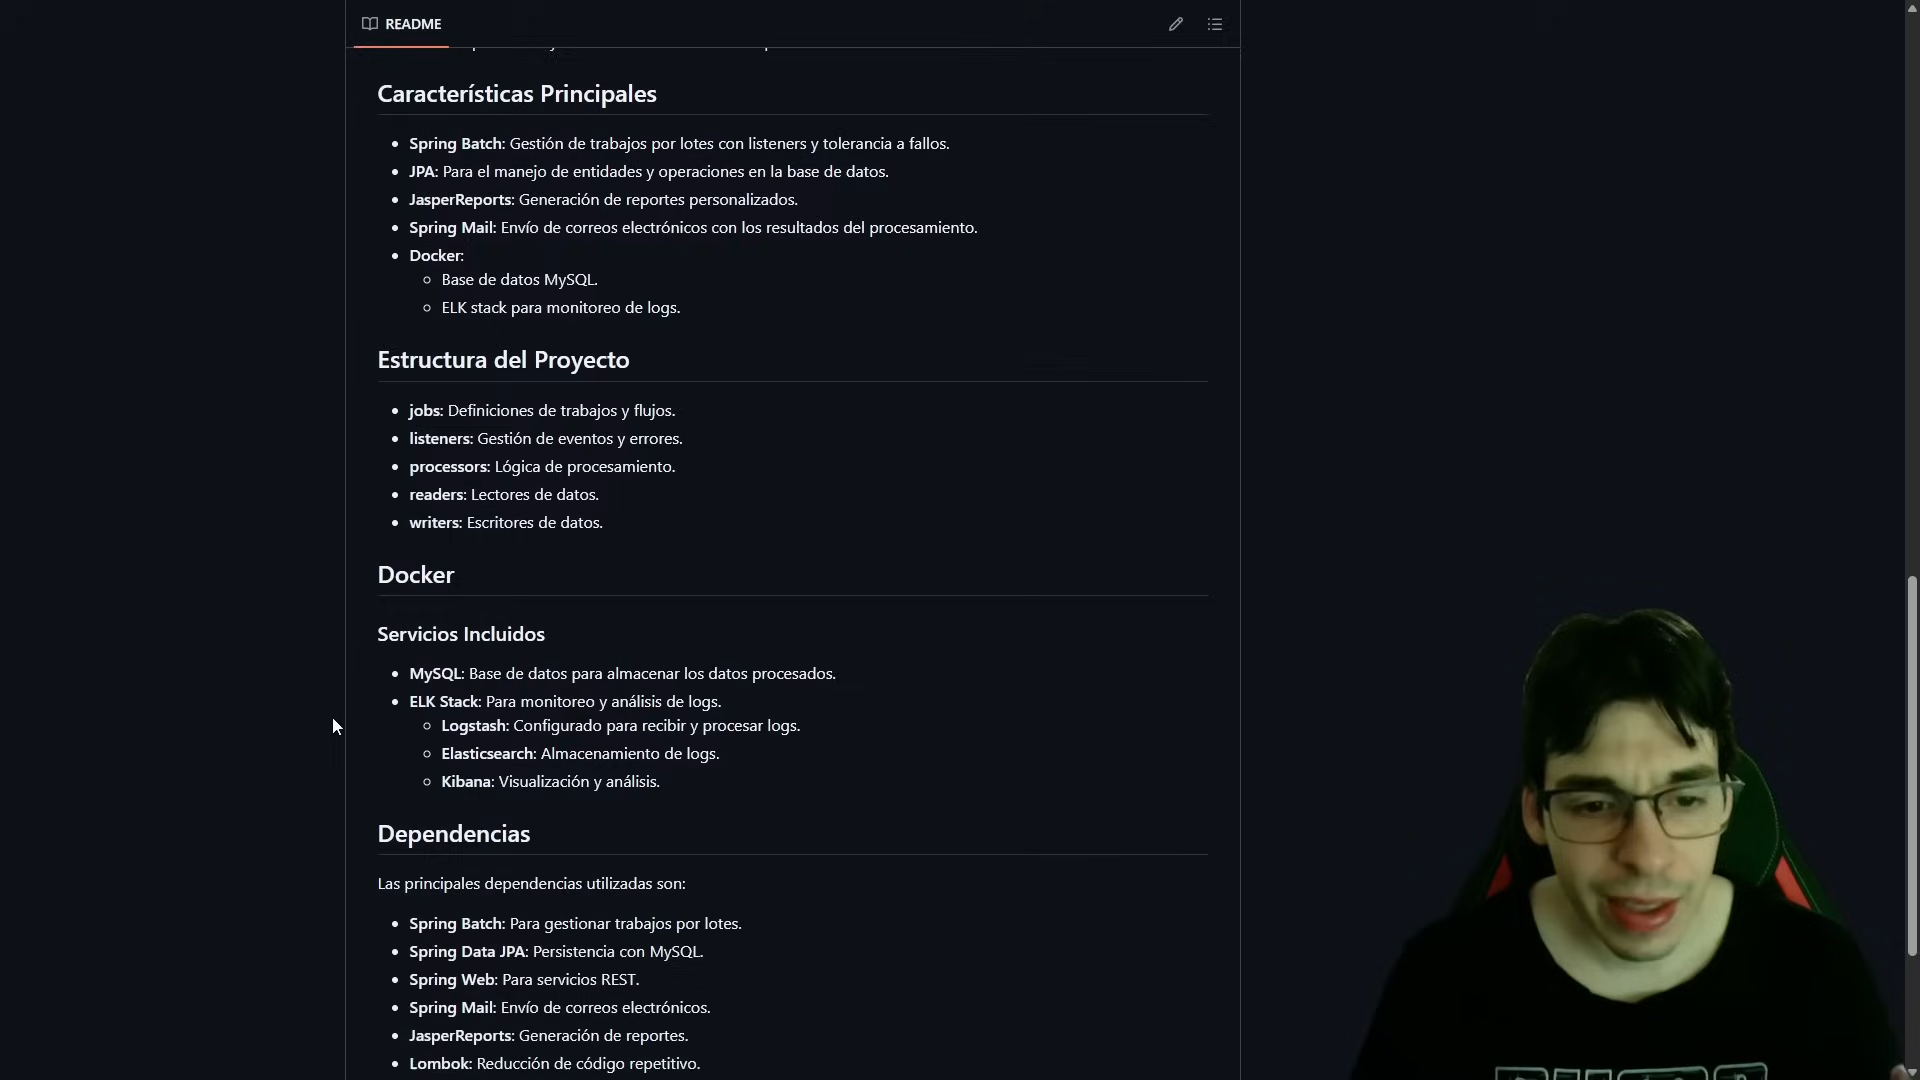 README
Características Principales
Spring Batch: Gestión de trabajos por lotes con listeners y tolerancia a fallos.
JPA: Para el manejo de entidades y operaciones en la base de datos.
JasperReports: Generación de reportes personalizados.
Spring Mail: Envío de correos electrónicos con los resultados del procesamiento.
Docker:
Base de datos MySQL.
ELK stack para monitoreo de logs.
Estructura del Proyecto
jobs: Definiciones de trabajos y flujos.
listeners: Gestión de eventos y errores.
processors: Lógica de procesamiento.
readers: Lectores de datos.
writers: Escritores de datos.
Docker
Servicios Incluidos
MySQL: Base de datos para almacenar los datos procesados.
ELK Stack: Para monitoreo y análisis de logs.
Logstash: Configurado para recibir y procesar logs.
Elasticsearch: Almacenamiento de logs.
Kibana: Visualización y análisis.
Dependencias
Las principales dependencias utilizadas son:
Spring Batch: Para gestionar trabajos por lotes.
Spring Data JPA: Persistencia con MySQL.
Spring Web: Para servicios REST.
Spring Mail: Envío de correos electrónicos.
JasperReports: Generación de reportes.
Lombok: Reducción de código repetitivo.